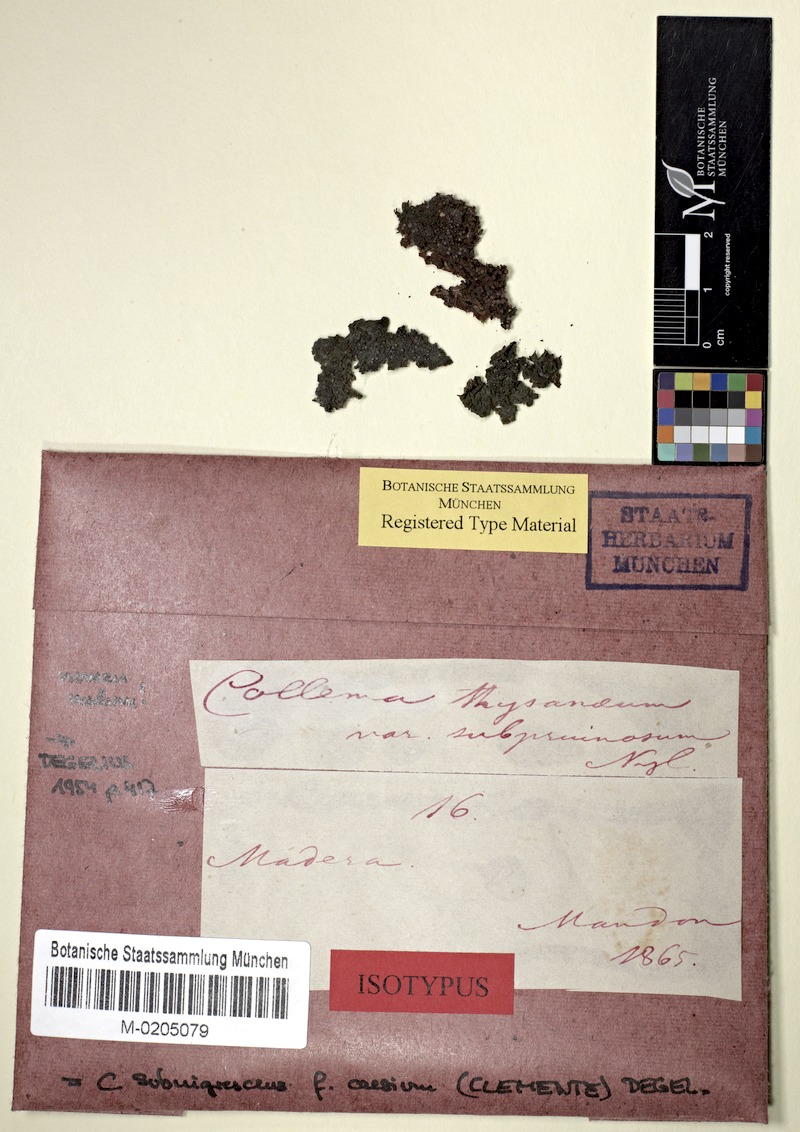 BOTANISCHE
STAATSSAMMLUNG
MÜNCHEN
M
0 1 2
cm
copyright reserved
BOTANISCHE STAATSSAMMLUNG
MÜNCHEN
Registered Type Material
STAATS-
HERBARIUM
MÜNCHEN
nomen
→
DEGELIUS
1954 p. 417
Collema thysanaeum
var. subpruinosum
Nyl.
16.
Madera.
Mandon
1865.
Botanische Staatssammlung München
M-0205079
ISOTYPUS
= C subnigrescens f. caesium (CLEMENTE) DEGEL.